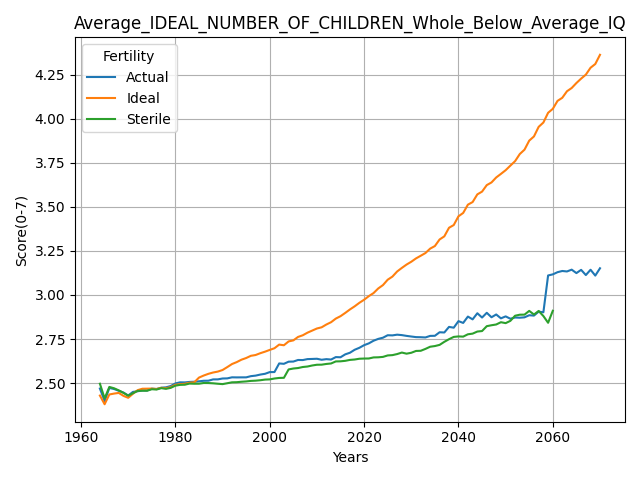 Average_IDEAL_NUMBER_OF_CHILDREN_Whole_Below_Average_IQ
Fertility
Actual
Ideal
Sterile
Score(0-7)
4.25
4.00
3.75
3.50
3.25
3.00
2.75
2.50
1960
1980
2000
2020
2040
2060
Years